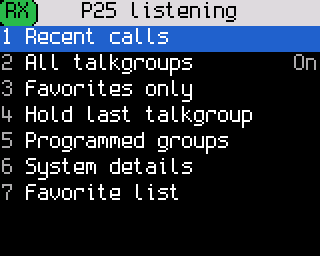 RX P25 listening
1 Recent calls
2 All talkgroups On
3 Favorites only
4 Hold last talkgroup
5 Programmed groups
6 System details
7 Favorite list